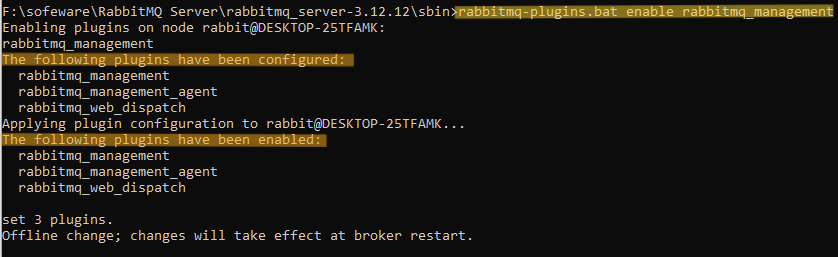 F:\sofeware\RabbitMQ Server\rabbitmq_server-3.12.12\sbin>rabbitmq-plugins.bat enable rabbitmq_management
Enabling plugins on node rabbit@DESKTOP-25TFAMK:
rabbitmq_management
The following plugins have been configured:
  rabbitmq_management
  rabbitmq_management_agent
  rabbitmq_web_dispatch
Applying plugin configuration to rabbit@DESKTOP-25TFAMK...
The following plugins have been enabled:
  rabbitmq_management
  rabbitmq_management_agent
  rabbitmq_web_dispatch
set 3 plugins.
Offline change; changes will take effect at broker restart.